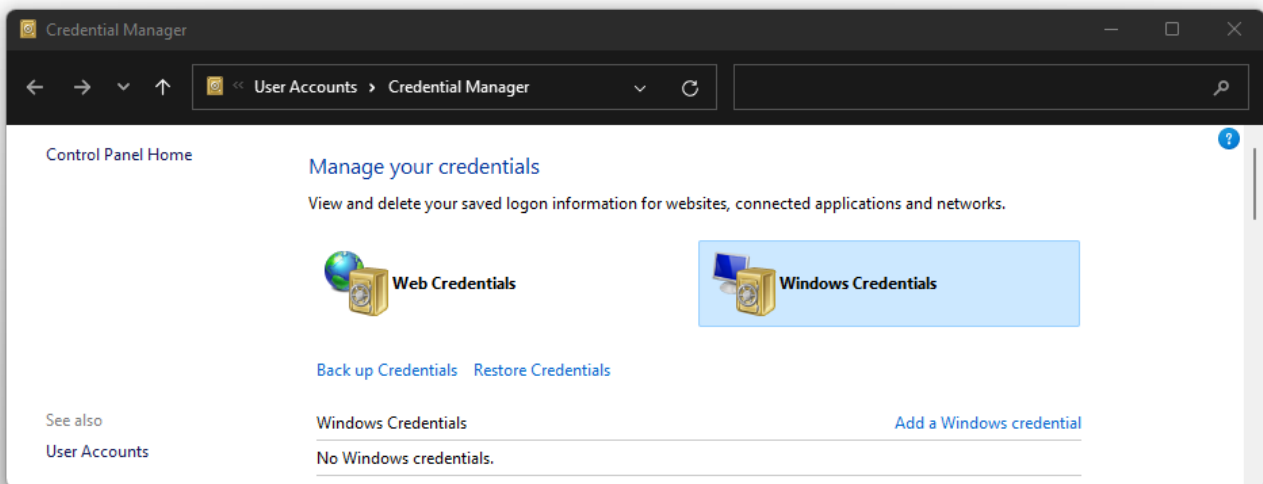 Credential Manager
« User Accounts › Credential Manager
Control Panel Home
?
Manage your credentials
View and delete your saved logon information for websites, connected applications and networks.
Web Credentials
Windows Credentials
Back up Credentials Restore Credentials
See also
User Accounts
Windows Credentials Add a Windows credential
No Windows credentials.